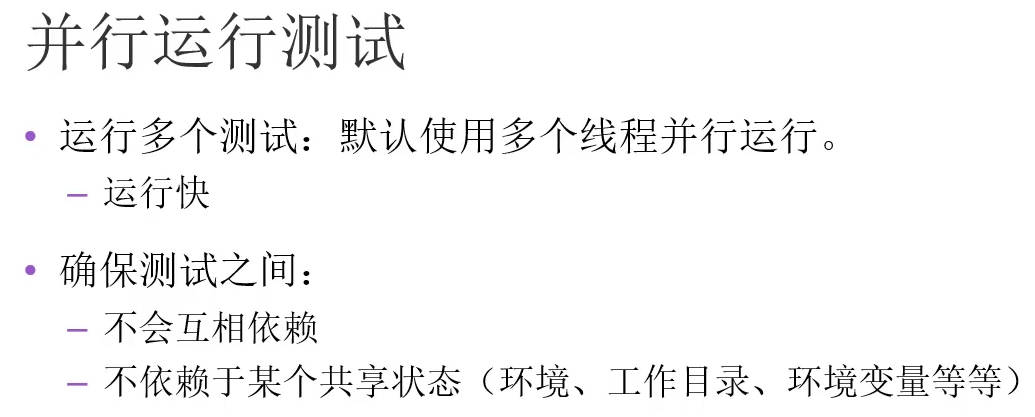 并行运行测试
• 运行多个测试：默认使用多个线程并行运行。
– 运行快
• 确保测试之间：
– 不会互相依赖
– 不依赖于某个共享状态（环境、工作目录、环境变量等等）